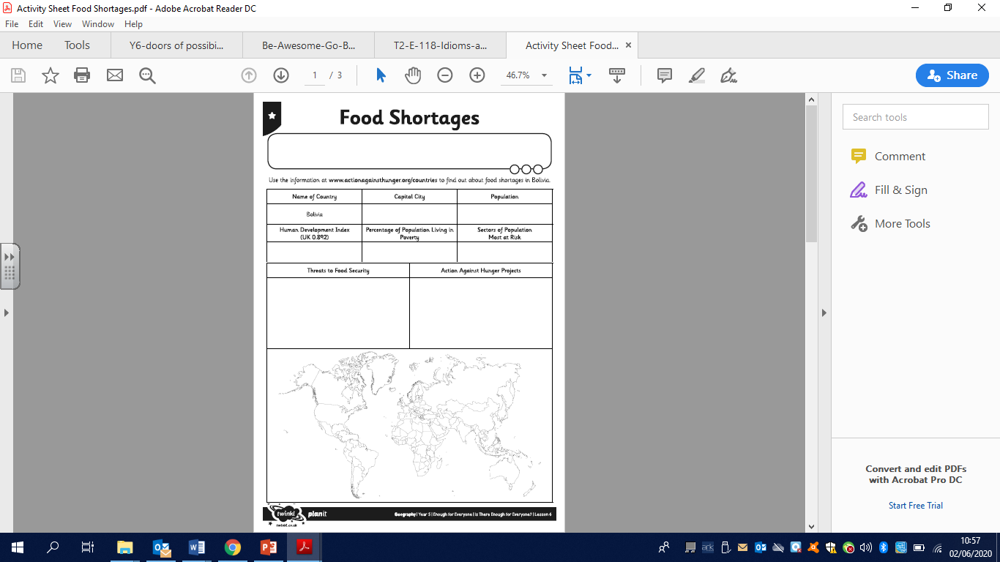 Activity Sheet Food Shortages.pdf - Adobe Acrobat Reader DC
File Edit View Window Help
Home Tools Y6-doors of possibi... Be-Awesome-Go-B... T2-E-118-Idioms-a... Activity Sheet Food... ×
1 / 3 46.7% Share
Search tools
Comment
Fill & Sign
More Tools
Convert and edit PDFs
with Acrobat Pro DC
Start Free Trial
Food Shortages
Use the information at www.actionagainsthunger.org/countries to find out about food shortages in Bolivia.
Name of Country Capital City Population
Bolivia
Human Development Index
(UK 0.892)
Percentage of Population Living in
Poverty
Sectors of Population
Most at Risk
Threats to Food Security Action Against Hunger Projects
twinkl planit Geography | Year 5 | Enough for Everyone | Is There Enough for Everyone? | Lesson 6
twinkl.co.uk
ark
10:57
02/06/2020